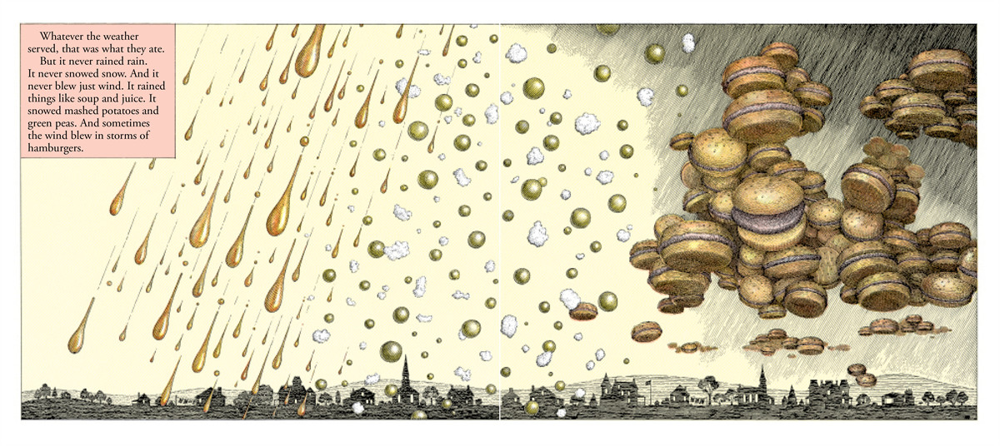 Whatever the weather
served, that was what they ate.
But it never rained rain.
It never snowed snow. And it
never blew just wind. It rained
things like soup and juice. It
snowed mashed potatoes and
green peas. And sometimes
the wind blew in storms of
hamburgers.